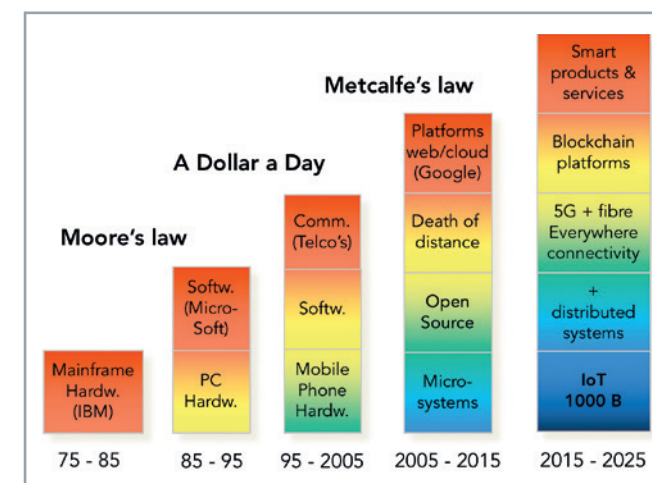 Moore's law
A Dollar a Day
Metcalfe's law
Mainframe
Hardw.
(IBM)
75 - 85
Softw.
(Micro-
Soft)
PC
Hardw.
85 - 95
Comm.
(Telco's)
Softw.
Mobile
Phone
Hardw.
95 - 2005
Platforms
web/cloud
(Google)
Death of
distance
Open
Source
Micro-
systems
2005 - 2015
Smart
products &
services
Blockchain
platforms
5G + fibre
Everywhere
connectivity
+
distributed
systems
IoT
1000 B
2015 - 2025